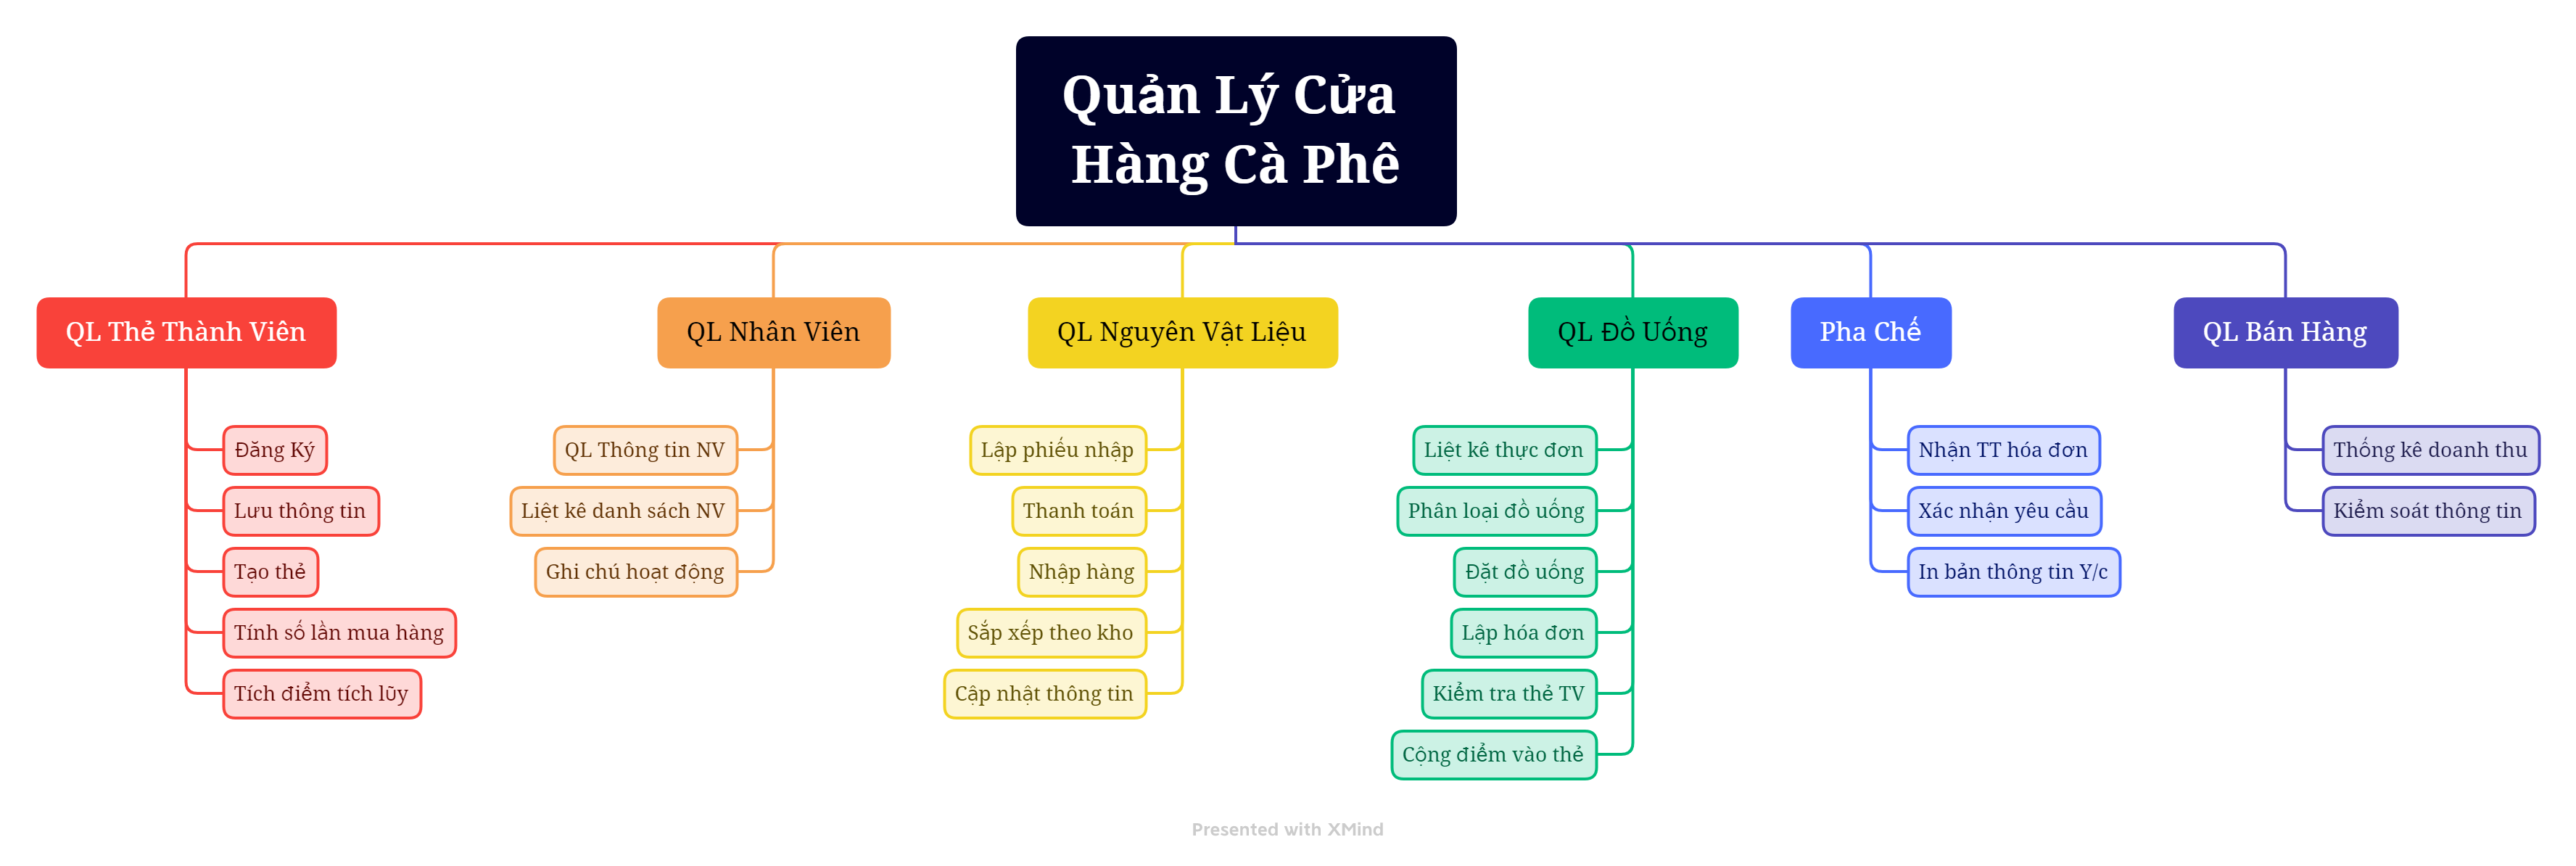 Quản Lý Cửa
Hàng Cà Phê
QL Thẻ Thành Viên
Đăng Ký
Lưu thông tin
Tạo thẻ
Tính số lần mua hàng
Tích điểm tích lũy
QL Nhân Viên
QL Thông tin NV
Liệt kê danh sách NV
Ghi chú hoạt động
QL Nguyên Vật Liệu
Lập phiếu nhập
Thanh toán
Nhập hàng
Sắp xếp theo kho
Cập nhật thông tin
QL Đồ Uống
Liệt kê thực đơn
Phân loại đồ uống
Đặt đồ uống
Lập hóa đơn
Kiểm tra thẻ TV
Cộng điểm vào thẻ
Pha Chế
Nhận TT hóa đơn
Xác nhận yêu cầu
In bản thông tin Y/c
QL Bán Hàng
Thống kê doanh thu
Kiểm soát thông tin
Presented with XMind